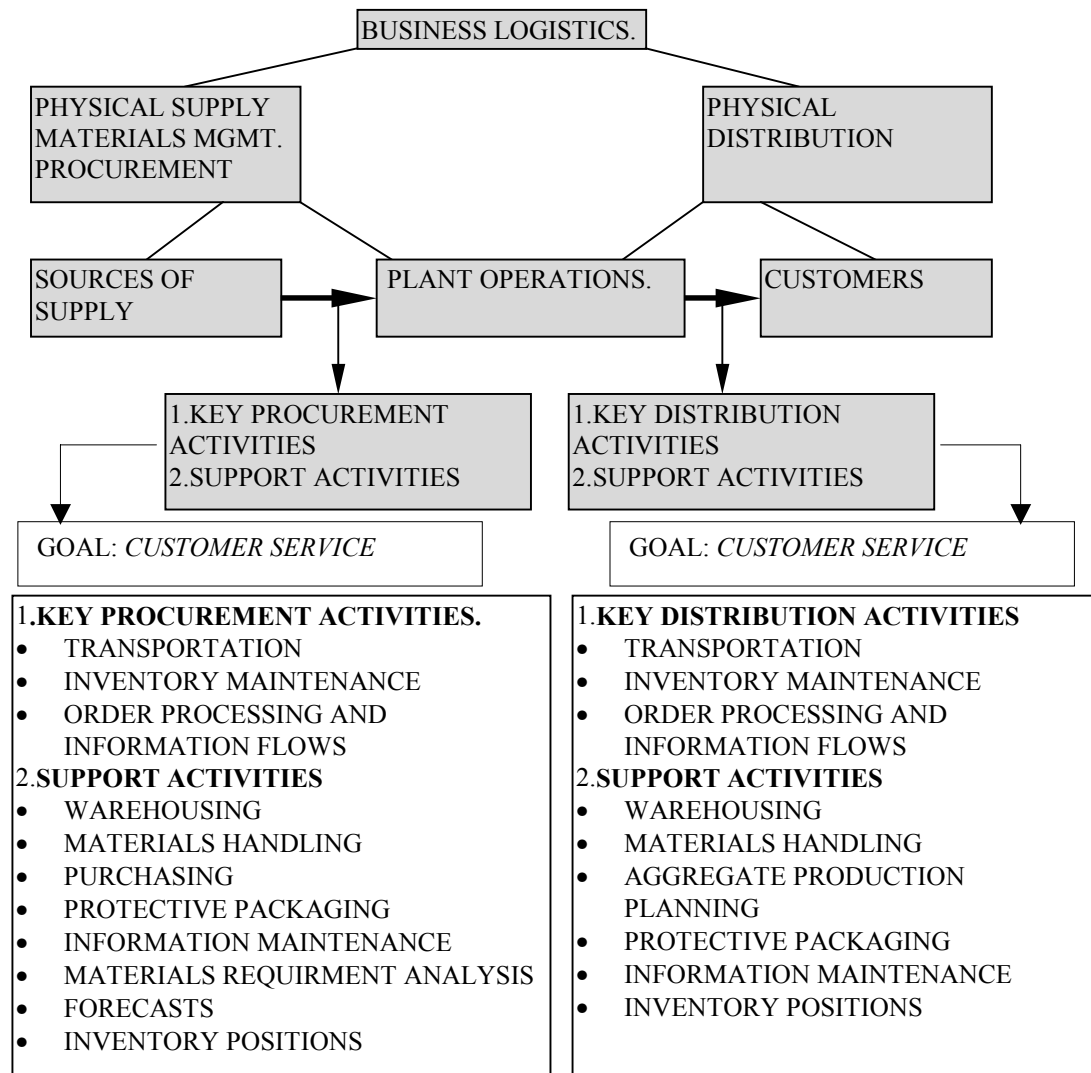 BUSINESS LOGISTICS.
PHYSICAL SUPPLY
MATERIALS MGMT.
PROCUREMENT
PHYSICAL
DISTRIBUTION
SOURCES OF
SUPPLY
PLANT OPERATIONS.
CUSTOMERS
1.KEY PROCUREMENT
ACTIVITIES
2.SUPPORT ACTIVITIES
1.KEY DISTRIBUTION
ACTIVITIES
2.SUPPORT ACTIVITIES
GOAL: CUSTOMER SERVICE
GOAL: CUSTOMER SERVICE
1.KEY PROCUREMENT ACTIVITIES.
• TRANSPORTATION
• INVENTORY MAINTENANCE
• ORDER PROCESSING AND
INFORMATION FLOWS
2.SUPPORT ACTIVITIES
• WAREHOUSING
• MATERIALS HANDLING
• PURCHASING
• PROTECTIVE PACKAGING
• INFORMATION MAINTENANCE
• MATERIALS REQUIRMENT ANALYSIS
• FORECASTS
• INVENTORY POSITIONS
1.KEY DISTRIBUTION ACTIVITIES
• TRANSPORTATION
• INVENTORY MAINTENANCE
• ORDER PROCESSING AND
INFORMATION FLOWS
2.SUPPORT ACTIVITIES
• WAREHOUSING
• MATERIALS HANDLING
• AGGREGATE PRODUCTION
PLANNING
• PROTECTIVE PACKAGING
• INFORMATION MAINTENANCE
• INVENTORY POSITIONS